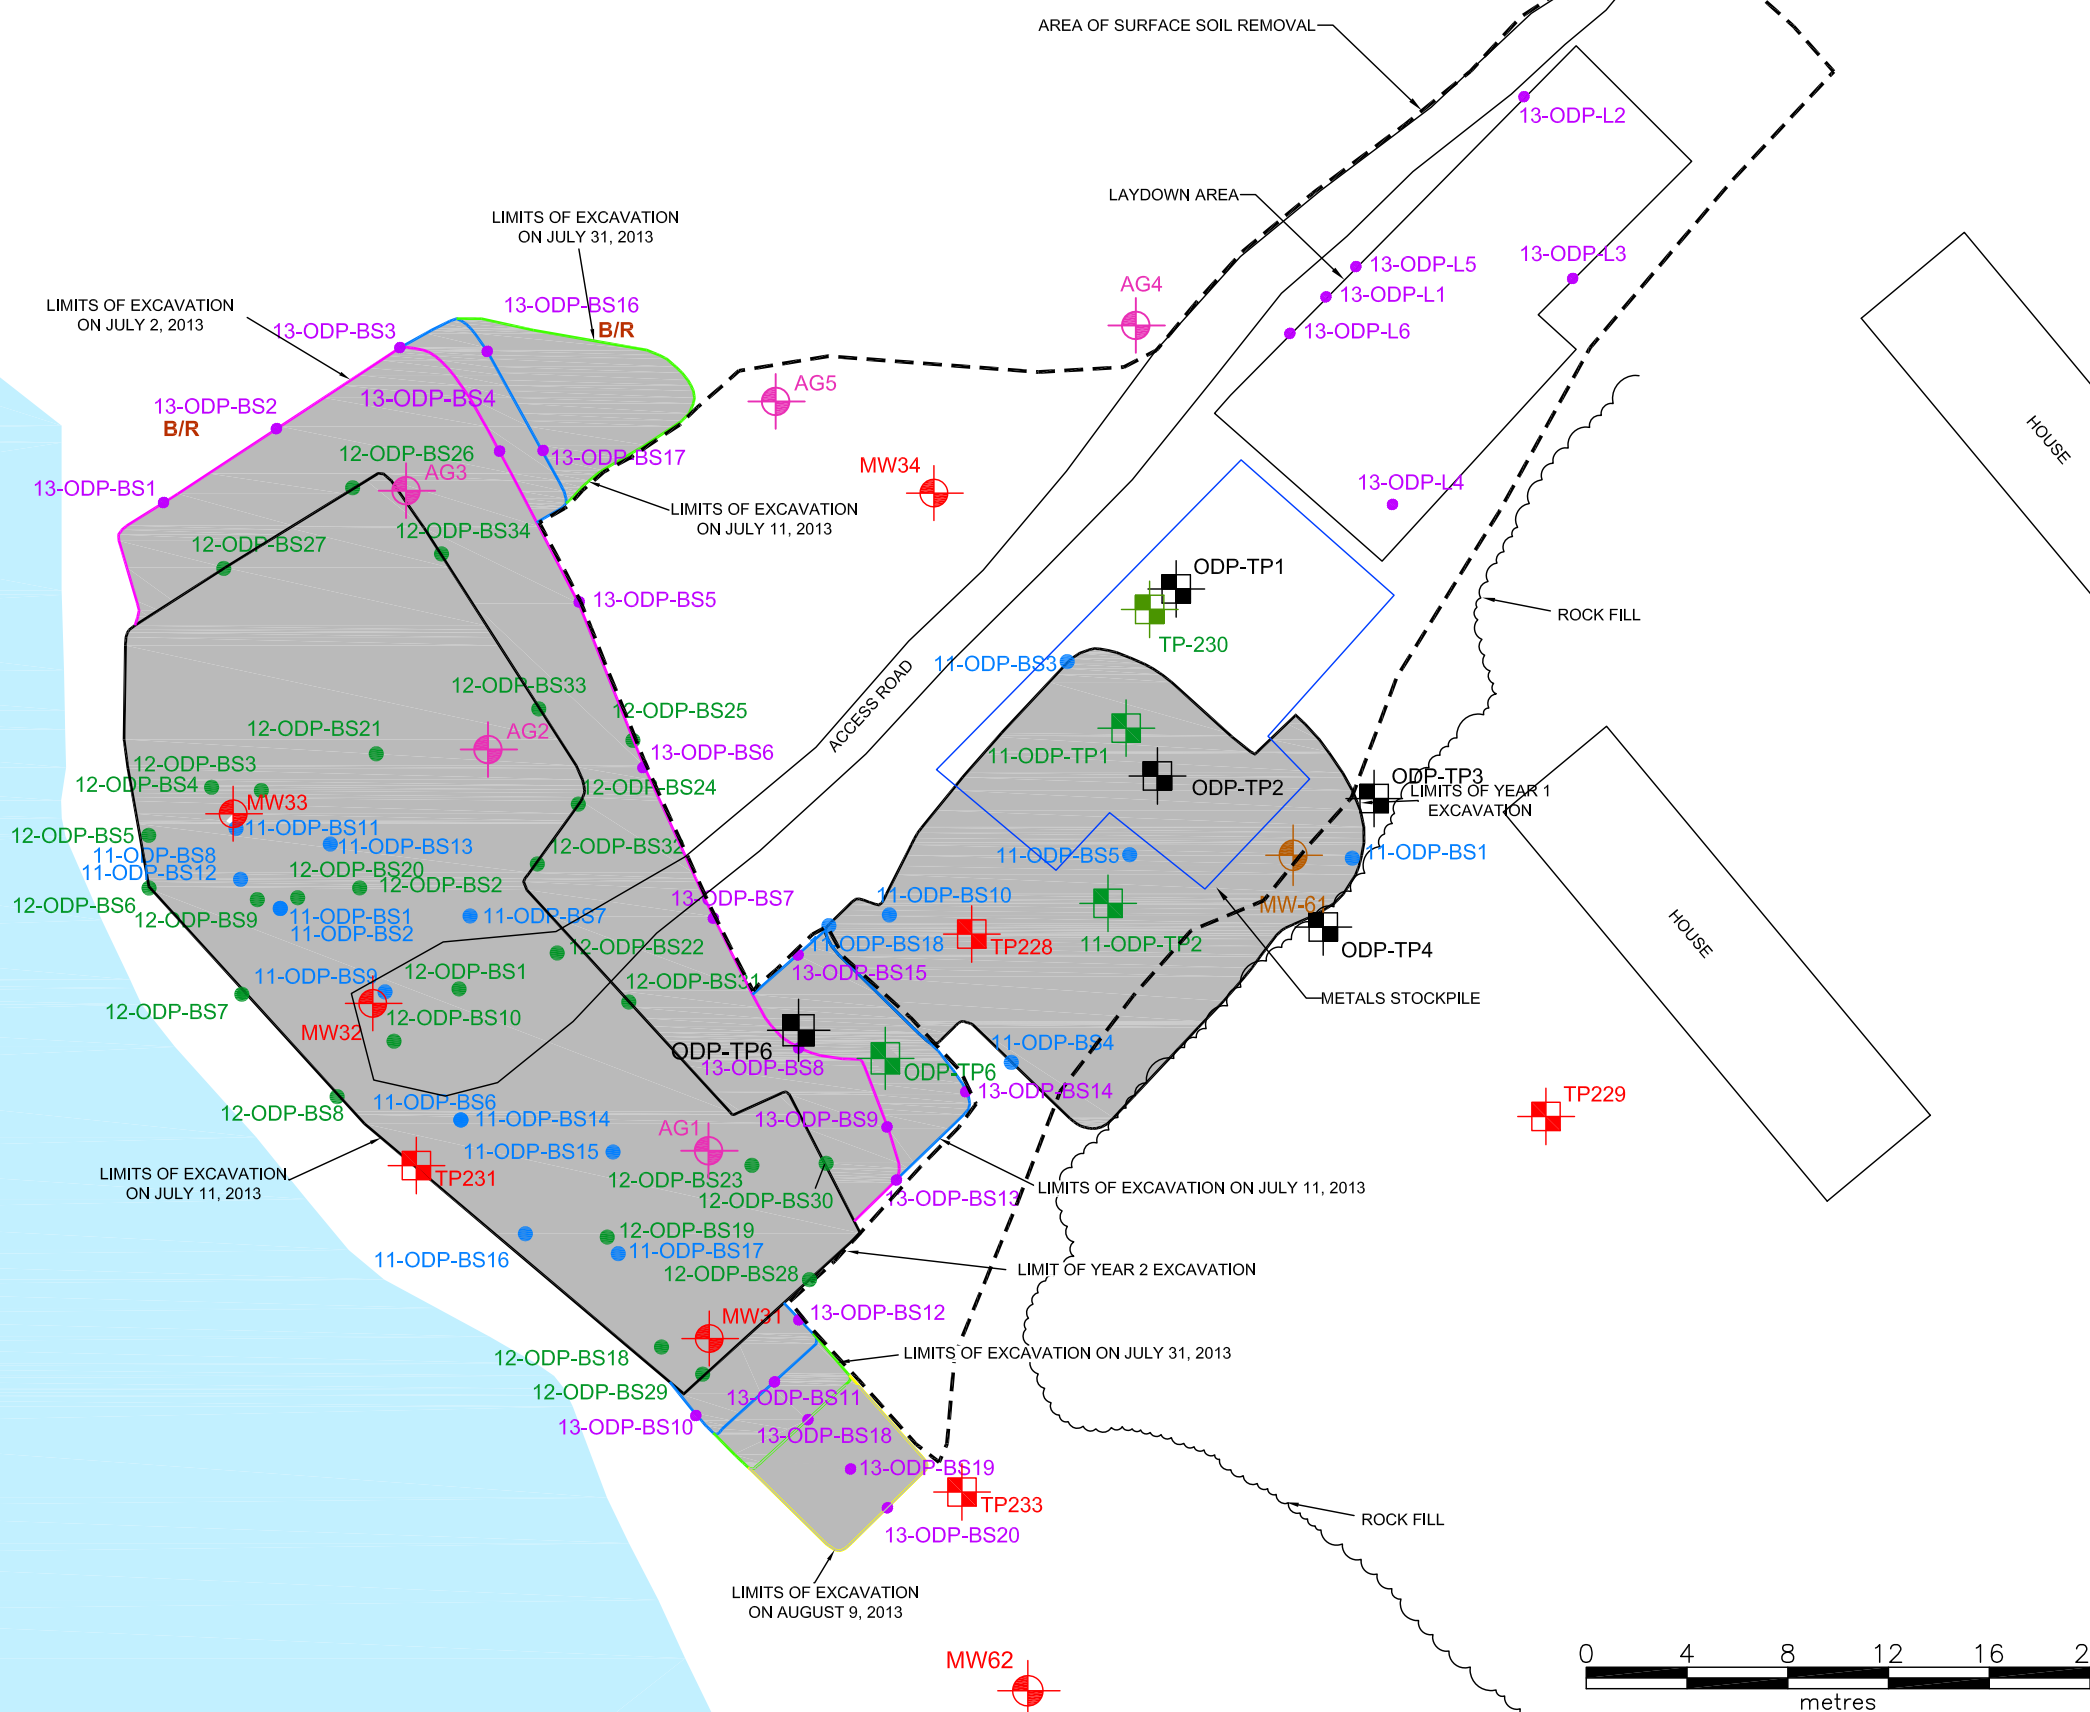 AREA OF SURFACE SOIL REMOVAL
13-ODP-L2
LAYDOWN AREA
LIMITS OF EXCAVATION
ON JULY 31, 2013
13-ODP-L3
13-ODP-L5
13-ODP-L1
13-ODP-L6
AG4
LIMITS OF EXCAVATION
ON JULY 2, 2013
13-ODP-BS16
B/R
13-ODP-BS3
AG5
13-ODP-BS4
13-ODP-BS2
B/R
HOUSE
12-ODP-BS26
13-ODP-BS17
MW34
AG3
13-ODP-BS1
13-ODP-L4
LIMITS OF EXCAVATION
ON JULY 11, 2013
12-ODP-BS34
12-ODP-BS27
ODP-TP1
13-ODP-BS5
ROCK FILL
TP-230
11-ODP-BS3
12-ODP-BS33
ACCESS ROAD
12-ODP-BS25
12-ODP-BS21
AG2
13-ODP-BS6
11-ODP-TP1
12-ODP-BS3
12-ODP-BS4
12-ODP-BS24
ODP-TP2
ODP-TP3
LIMITS OF YEAR 1
EXCAVATION
MW33
11-ODP-BS11
12-ODP-BS5
11-ODP-BS13
11-ODP-BS8
12-ODP-BS32
11-ODP-BS5
11-ODP-BS1
11-ODP-BS12
12-ODP-BS20
12-ODP-BS2
12-ODP-BS6
12-ODP-BS9
11-ODP-BS1
11-ODP-BS2
11-ODP-BS7
13-ODP-BS7
11-ODP-BS10
MW-61
HOUSE
11-ODP-BS18
TP228
11-ODP-TP2
ODP-TP4
12-ODP-BS22
13-ODP-BS15
11-ODP-BS9
12-ODP-BS1
12-ODP-BS31
METALS STOCKPILE
12-ODP-BS7
12-ODP-BS10
MW32
ODP-TP6
13-ODP-BS8
ODP-TP6
11-ODP-BS4
13-ODP-BS14
TP229
11-ODP-BS6
12-ODP-BS8
11-ODP-BS14
13-ODP-BS9
AG1
11-ODP-BS15
LIMITS OF EXCAVATION
ON JULY 11, 2013
TP231
12-ODP-BS23
12-ODP-BS30
13-ODP-BS13
LIMITS OF EXCAVATION ON JULY 11, 2013
12-ODP-BS19
11-ODP-BS17
11-ODP-BS16
12-ODP-BS28
LIMIT OF YEAR 2 EXCAVATION
MW31
13-ODP-BS12
12-ODP-BS18
LIMITS OF EXCAVATION ON JULY 31, 2013
12-ODP-BS29
13-ODP-BS11
13-ODP-BS10
13-ODP-BS18
13-ODP-BS19
TP233
13-ODP-BS20
ROCK FILL
LIMITS OF EXCAVATION
ON AUGUST 9, 2013
MW62
0 4 8 12 16 2
metres